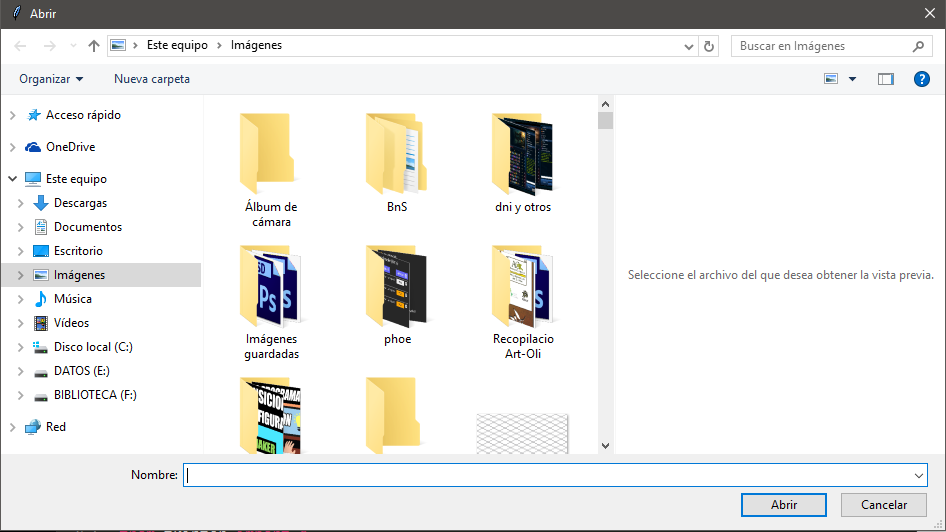 Abrir
Este equipo > Imágenes
Buscar en Imágenes
Organizar
Nueva carpeta
Acceso rápido
OneDrive
Este equipo
Descargas
Documentos
Escritorio
Imágenes
Música
Vídeos
Disco local (C:)
DATOS (E:)
BIBLIOTECA (F:)
Red
Álbum de
cámara
BnS
dni y otros
Imágenes
guardadas
phoe
Recopilacio
Art-Oli
Seleccione el archivo del que desea obtener la vista previa.
Nombre:
Abrir
Cancelar